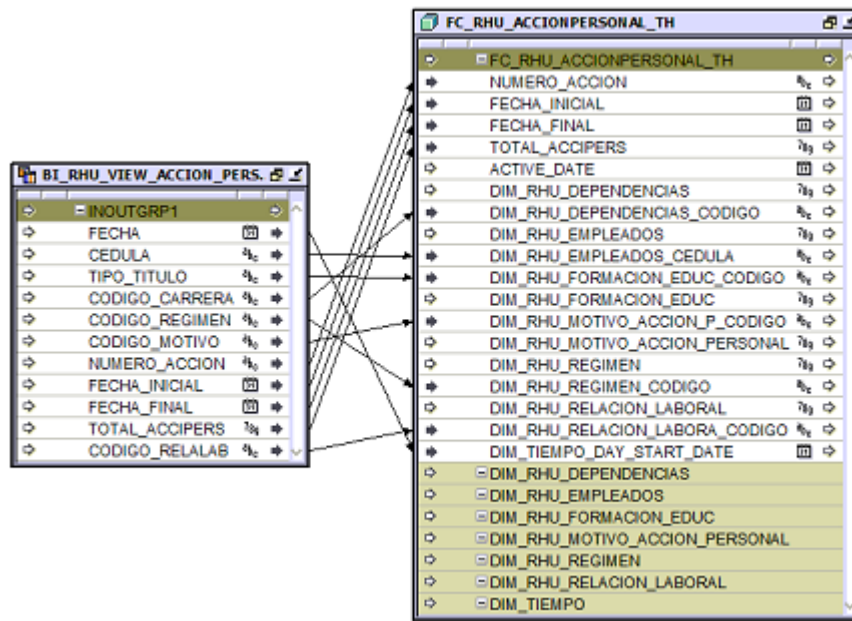 BI_RHU_VIEW_ACCION_PERS.
INOUTGRP1
FECHA
CEDULA
TIPO_TITULO
CODIGO_CARRERA
CODIGO_REGIMEN
CODIGO_MOTIVO
NUMERO_ACCION
FECHA_INICIAL
FECHA_FINAL
TOTAL_ACCIPERS
CODIGO_RELALAB
FC_RHU_ACCIONPERSONAL_TH
FC_RHU_ACCIONPERSONAL_TH
NUMERO_ACCION
FECHA_INICIAL
FECHA_FINAL
TOTAL_ACCIPERS
ACTIVE_DATE
DIM_RHU_DEPENDENCIAS
DIM_RHU_DEPENDENCIAS_CODIGO
DIM_RHU_EMPLEADOS
DIM_RHU_EMPLEADOS_CEDULA
DIM_RHU_FORMACION_EDUC_CODIGO
DIM_RHU_FORMACION_EDUC
DIM_RHU_MOTIVO_ACCION_P_CODIGO
DIM_RHU_MOTIVO_ACCION_PERSONAL
DIM_RHU_REGIMEN
DIM_RHU_REGIMEN_CODIGO
DIM_RHU_RELACION_LABORAL
DIM_RHU_RELACION_LABORA_CODIGO
DIM_TIEMPO_DAY_START_DATE
DIM_RHU_DEPENDENCIAS
DIM_RHU_EMPLEADOS
DIM_RHU_FORMACION_EDUC
DIM_RHU_MOTIVO_ACCION_PERSONAL
DIM_RHU_REGIMEN
DIM_RHU_RELACION_LABORAL
DIM_TIEMPO